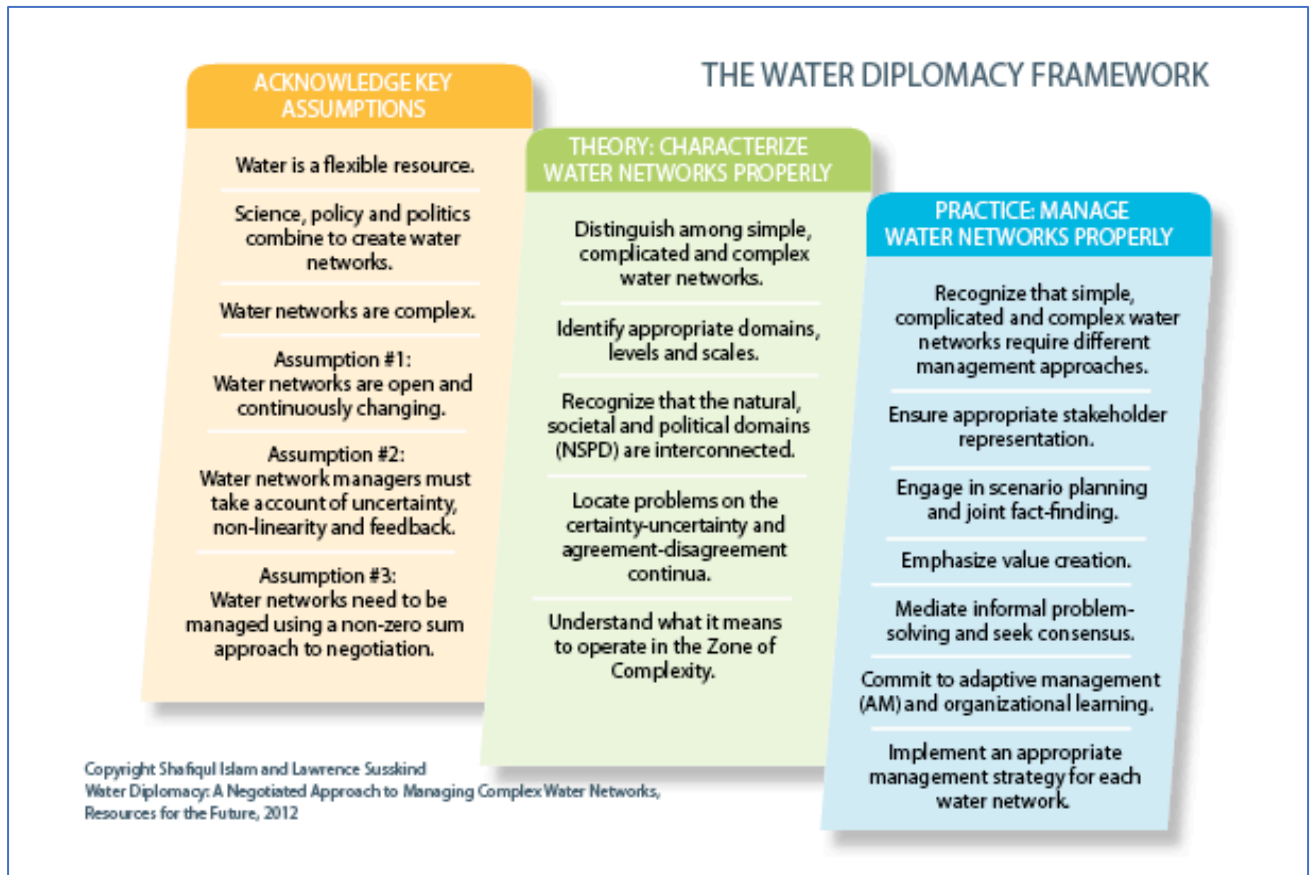 THE WATER DIPLOMACY FRAMEWORK
ACKNOWLEDGE KEY
ASSUMPTIONS
Water is a flexible resource.
Science, policy and politics
combine to create water
networks.
Water networks are complex.
Assumption #1:
Water networks are open and
continuously changing.
Assumption #2:
Water network managers must
take account of uncertainty,
non-linearity and feedback.
Assumption #3:
Water networks need to be
managed using a non-zero sum
approach to negotiation.
THEORY: CHARACTERIZE
WATER NETWORKS PROPERLY
Distinguish among simple,
complicated and complex
water networks.
Identify appropriate domains,
levels and scales.
Recognize that the natural,
societal and political domains
(NSPD) are interconnected.
Locate problems on the
certainty-uncertainty and
agreement-disagreement
continua.
Understand what it means
to operate in the Zone of
Complexity.
PRACTICE: MANAGE
WATER NETWORKS PROPERLY
Recognize that simple,
complicated and complex water
networks require different
management approaches.
Ensure appropriate stakeholder
representation.
Engage in scenario planning
and joint fact-finding.
Emphasize value creation.
Mediate informal problem-
solving and seek consensus.
Commit to adaptive management
(AM) and organizational learning.
Implement an appropriate
management strategy for each
water network.
Copyright Shafiqul Islam and Lawrence Susskind
Water Diplomacy: A Negotiated Approach to Managing Complex Water Networks,
Resources for the Future, 2012